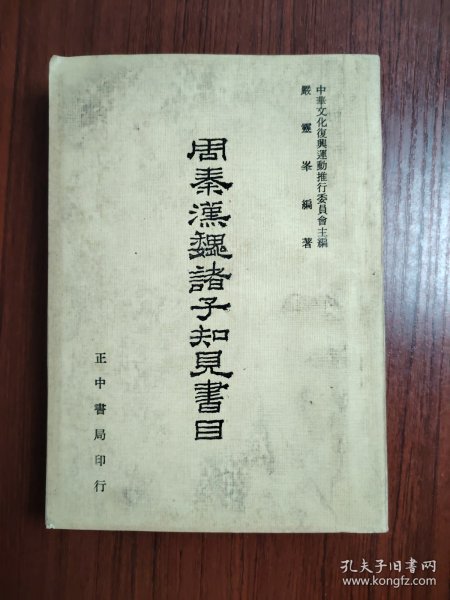 中華文化復興運動推行委員會主編
嚴靈峯編著
周秦漢魏諸子知見書目
正中書局印行
孔夫子旧书网
www.kongfz.com